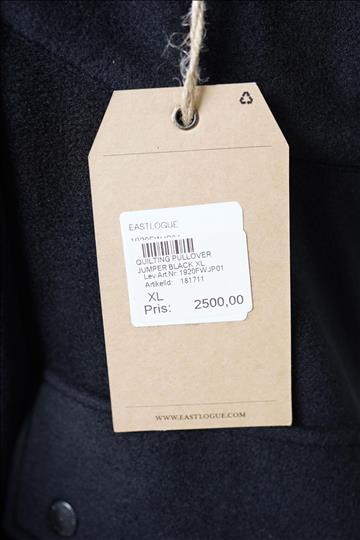 EASTLOGUE
QUILTING PULLOVER
JUMPER BLACK XL
Lev.Art.Nr: 1920FWJP01
ArtikelId: 181711
XL
Pris: 2500,00
WWW.EASTLOGUE.COM